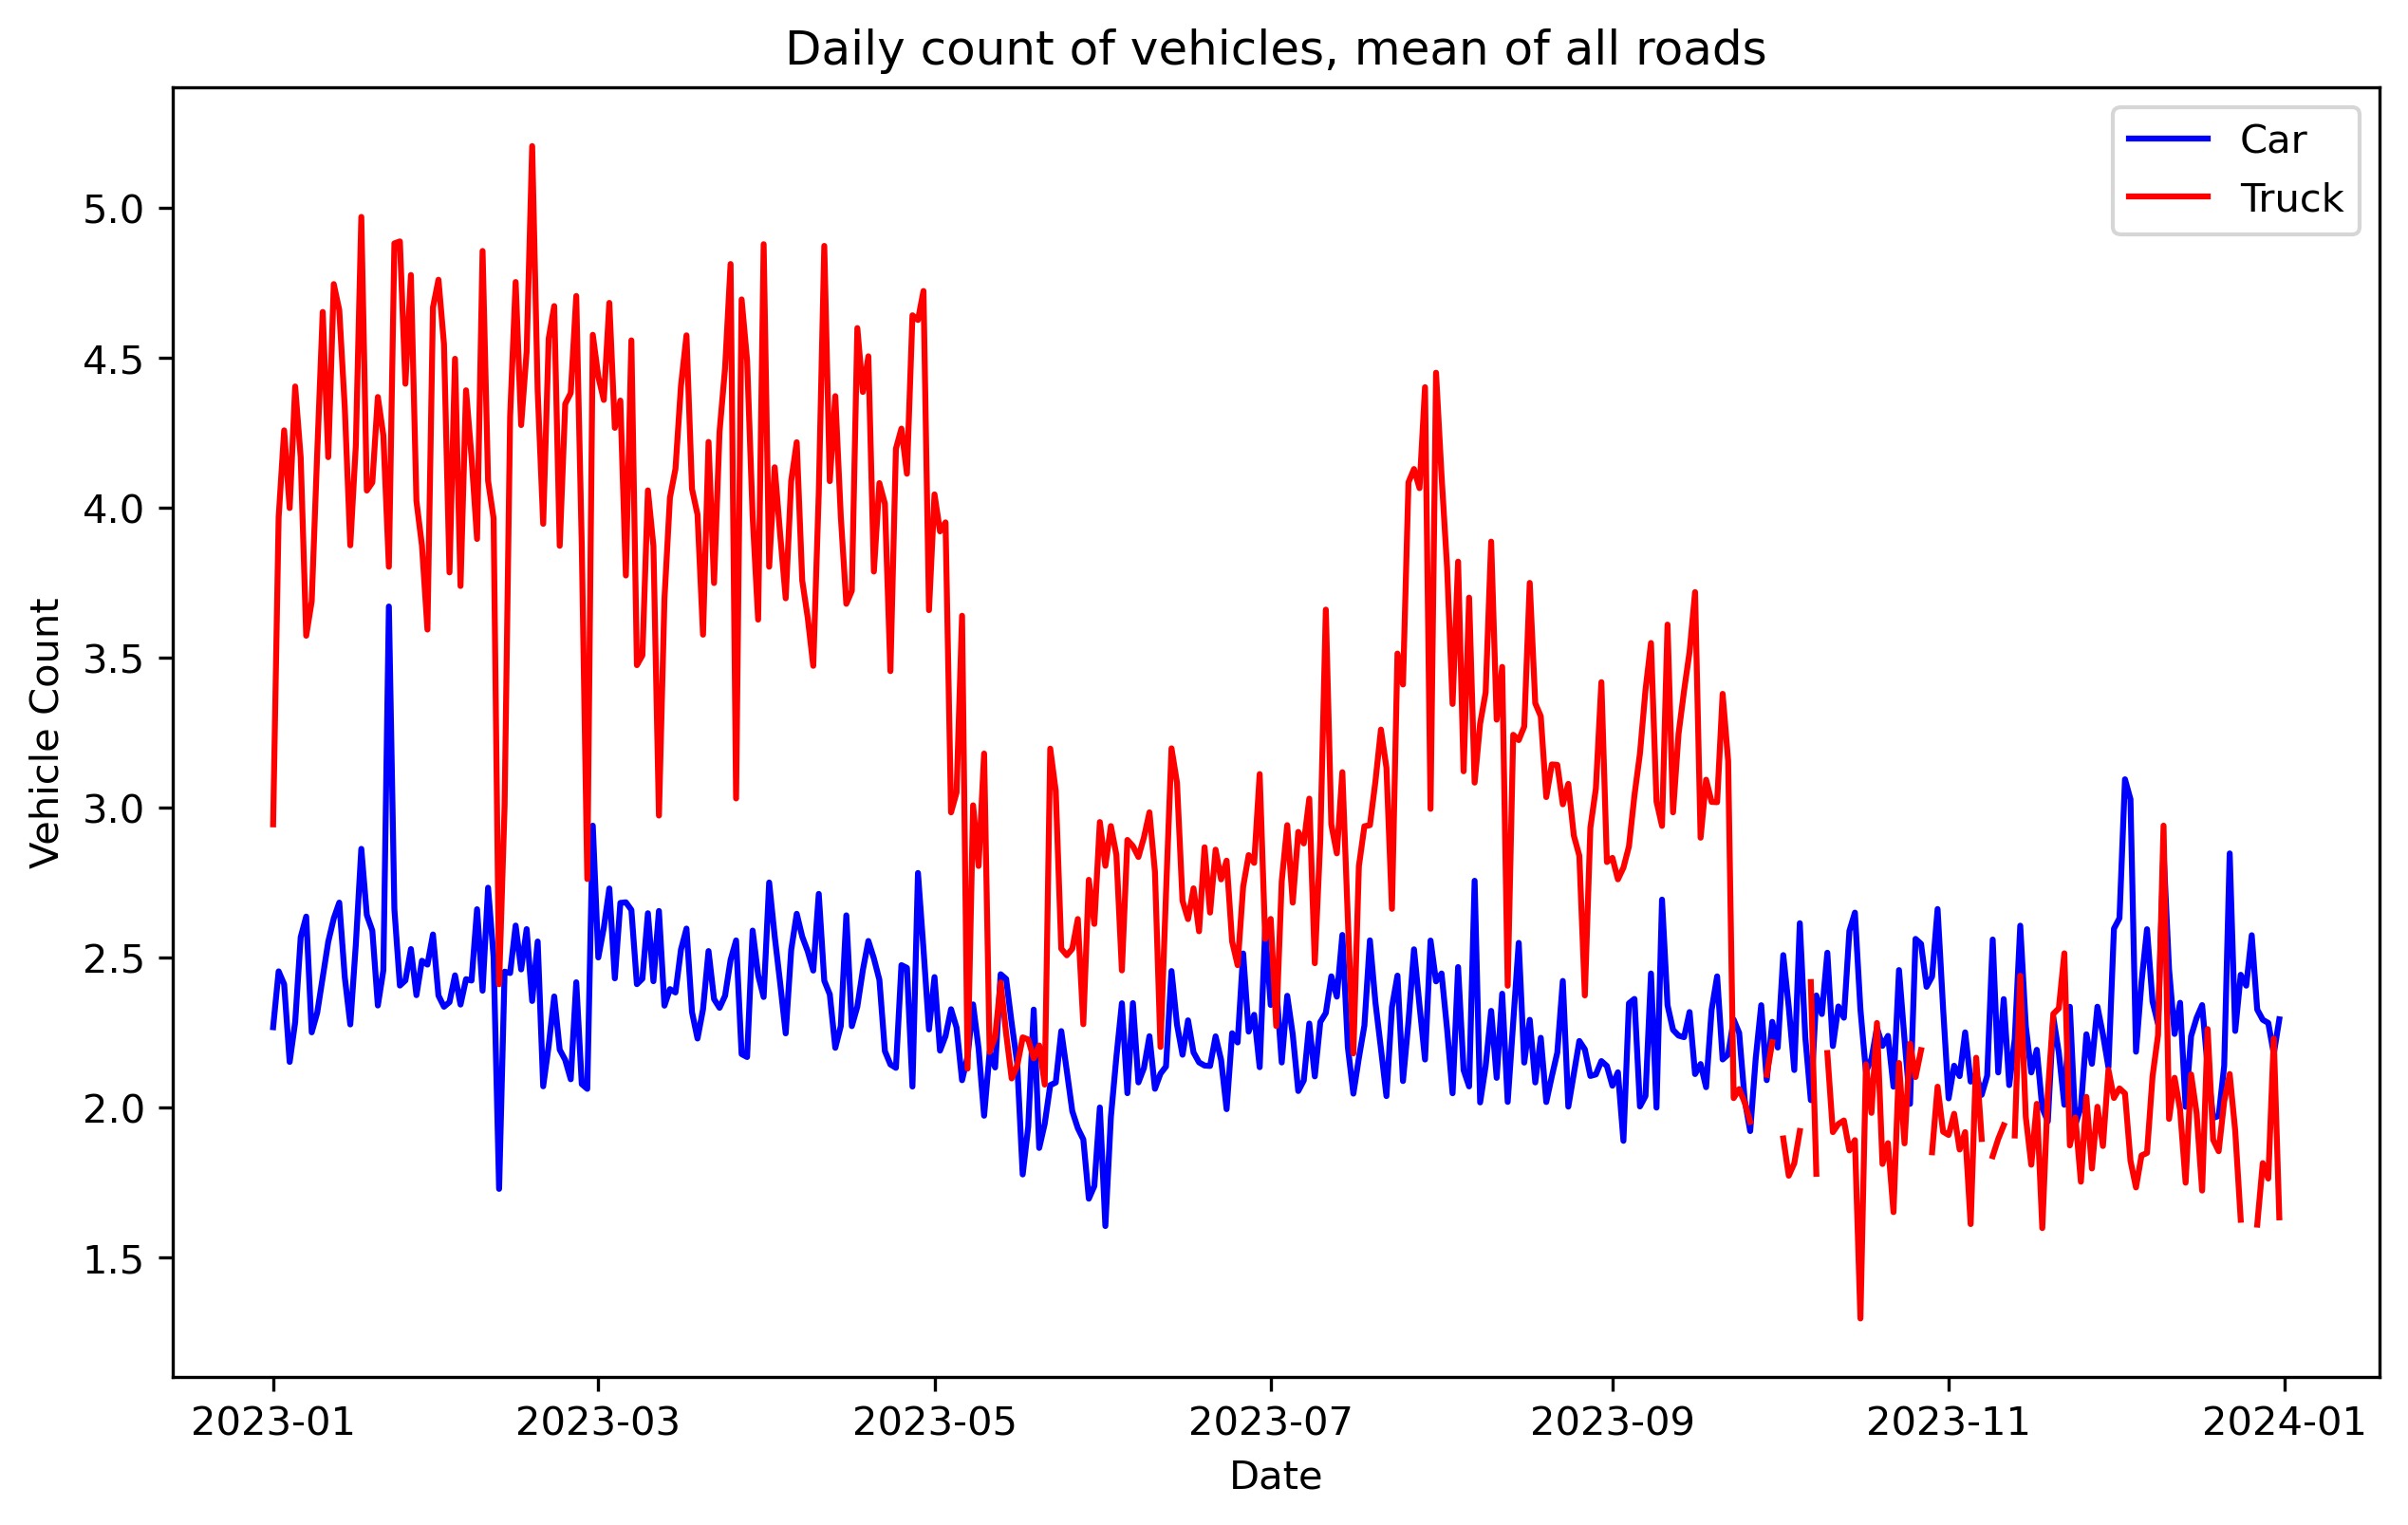 Daily count of vehicles, mean of all roads
Car
Truck
5.0
4.5
4.0
3.5
3.0
2.5
2.0
1.5
Vehicle Count
2023-01 2023-03 2023-05 2023-07 2023-09 2023-11 2024-01
Date